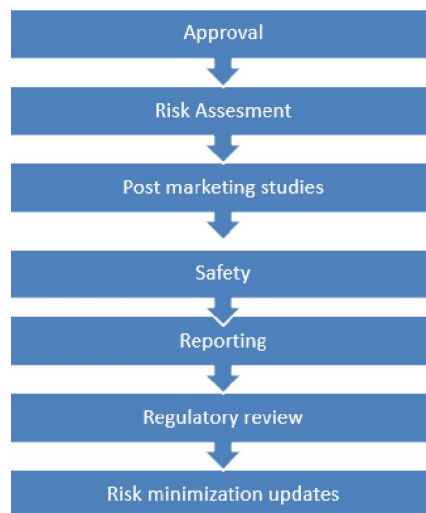 Approval
Risk Assesment
Post marketing studies
Safety
Reporting
Regulatory review
Risk minimization updates